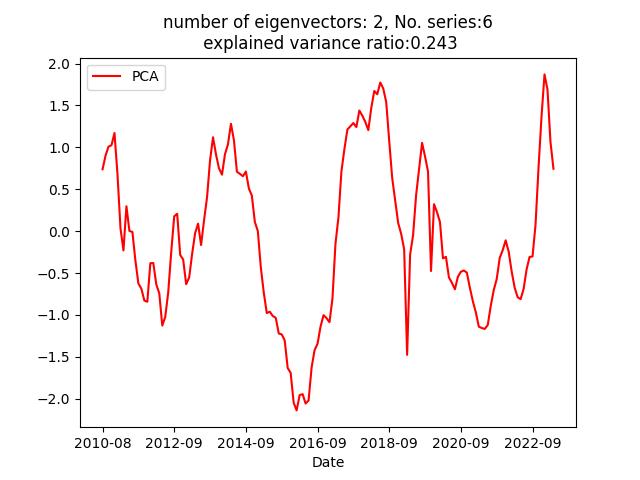 number of eigenvectors: 2, No. series:6
explained variance ratio:0.243
PCA
2.0
1.5
1.0
0.5
0.0
−0.5
−1.0
−1.5
−2.0
2010-08 2012-09 2014-09 2016-09 2018-09 2020-09 2022-09
Date